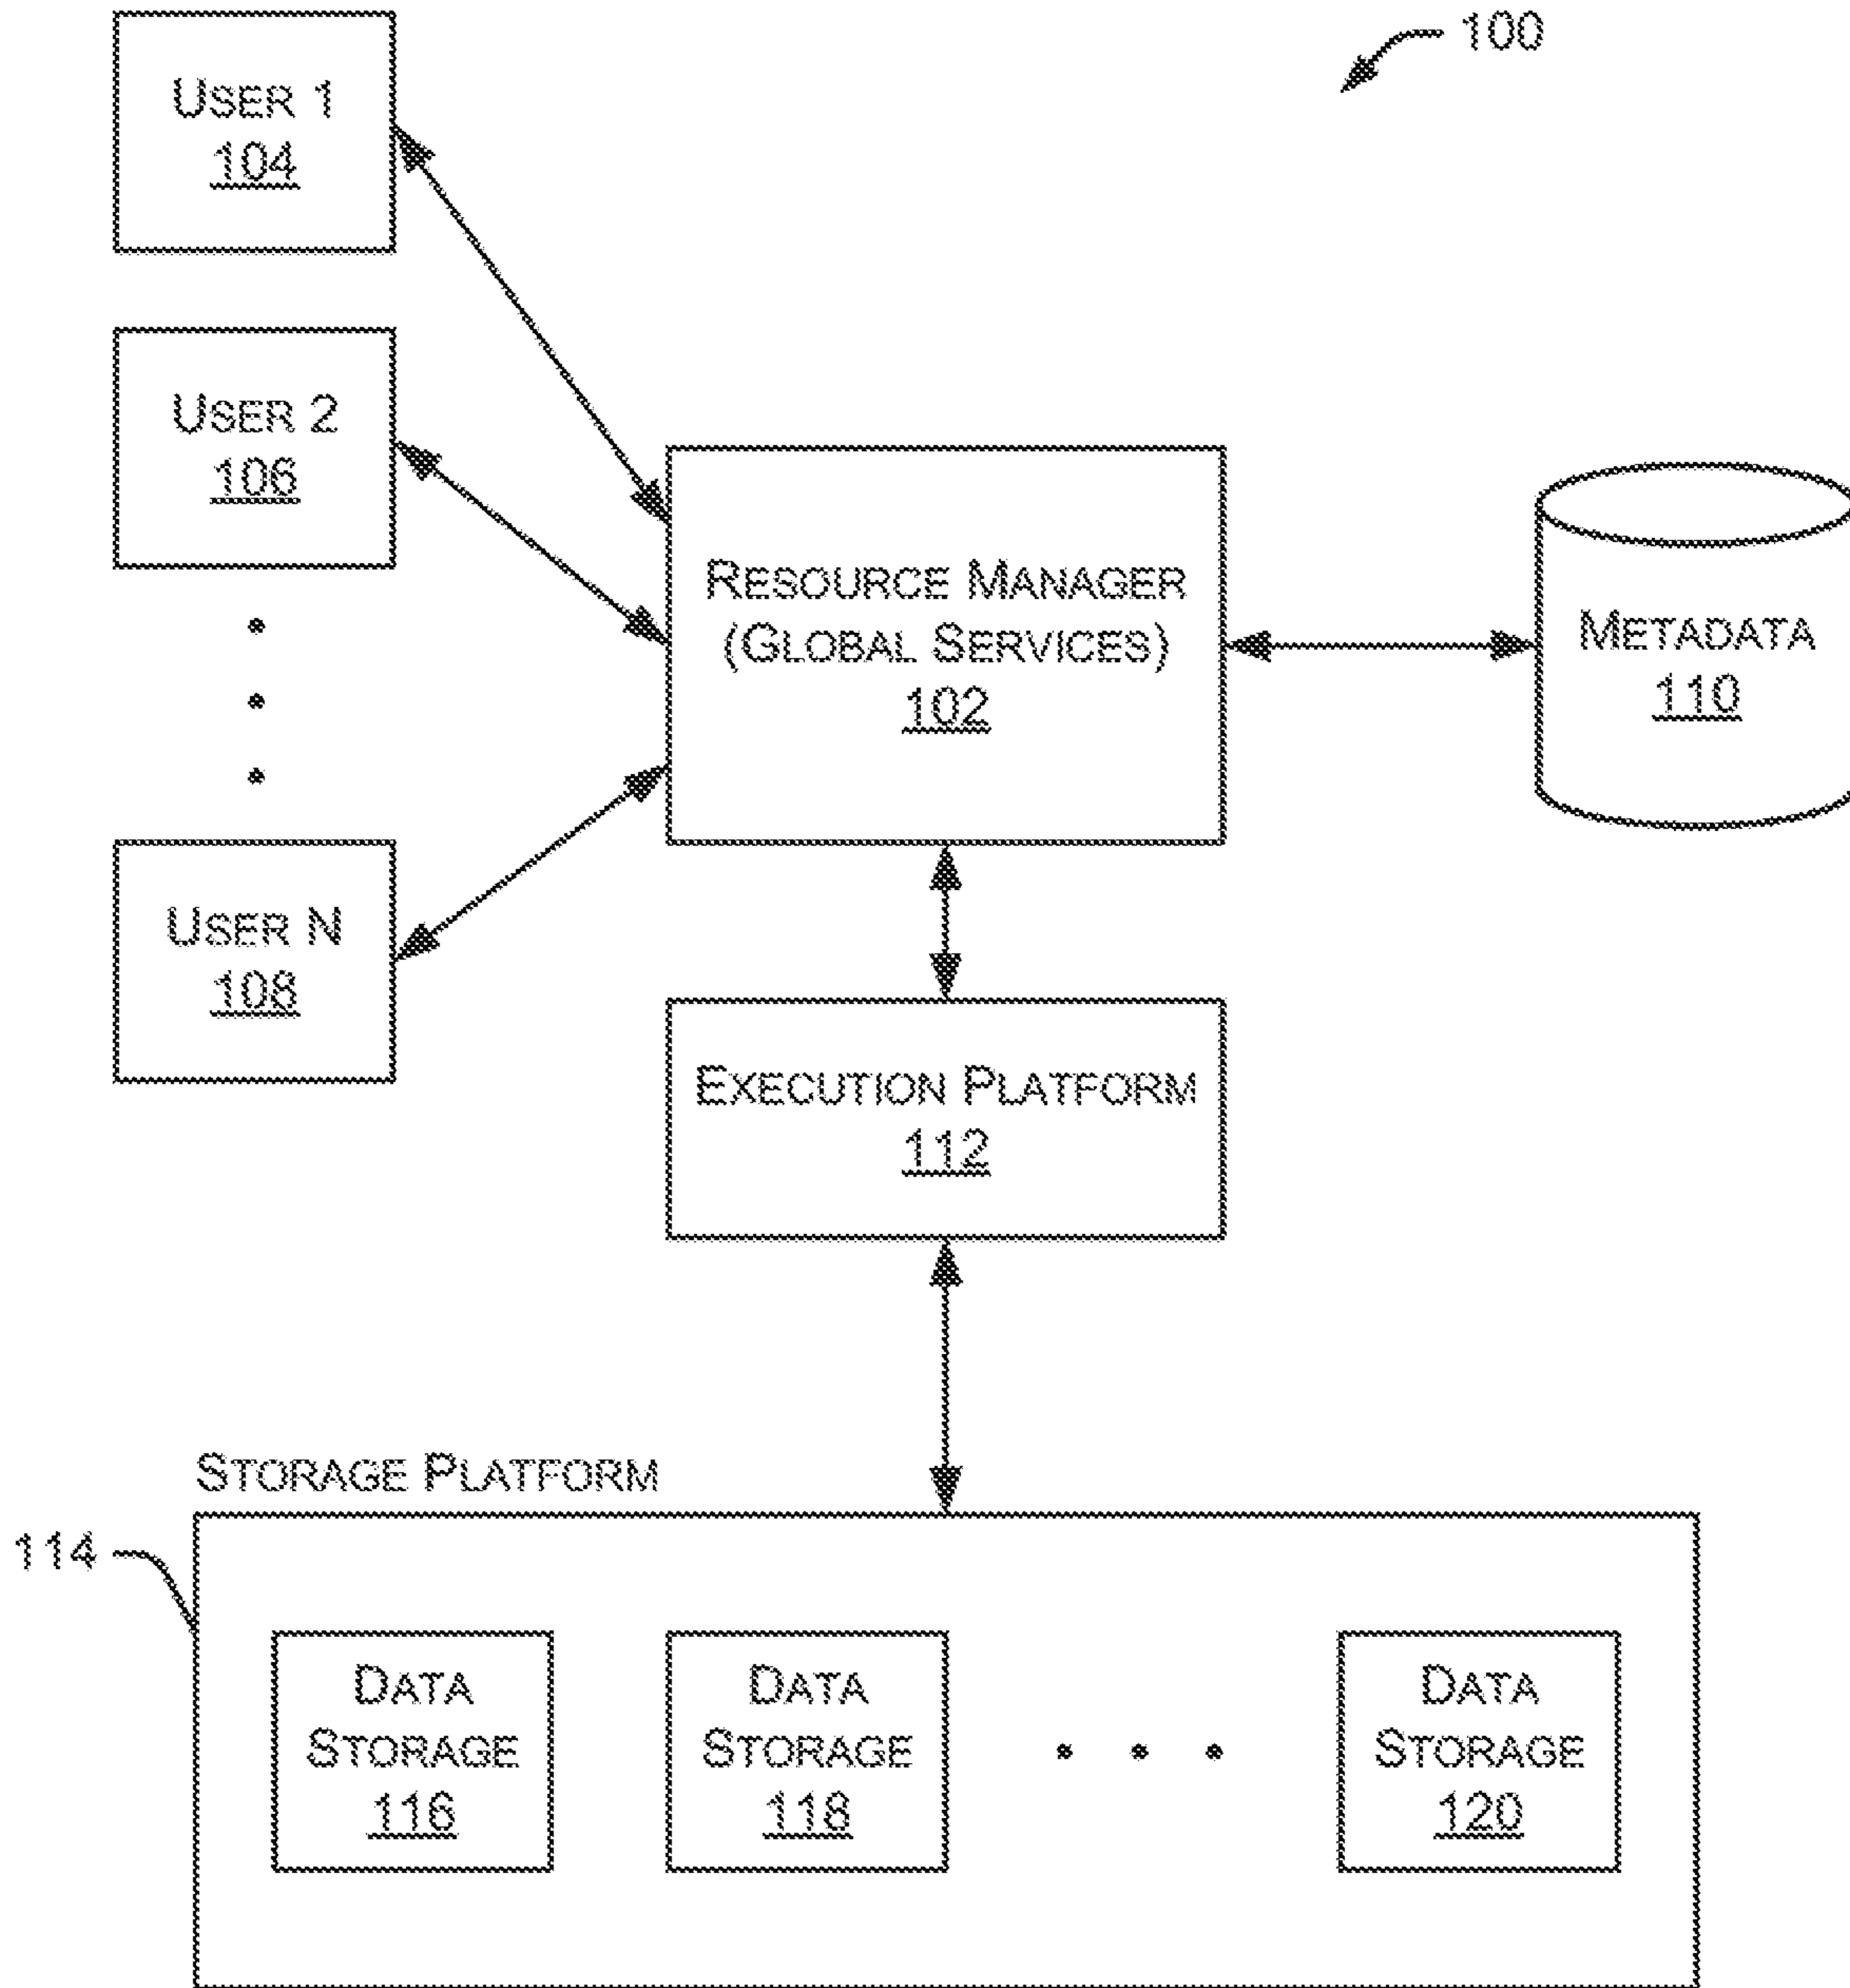 100
USER 1
104
USER 2
106
RESOURCE MANAGER
(GLOBAL SERVICES)
102
METADATA
110
USER N
108
EXECUTION PLATFORM
112
STORAGE PLATFORM
114
DATA
STORAGE
116
DATA
STORAGE
118
DATA
STORAGE
120